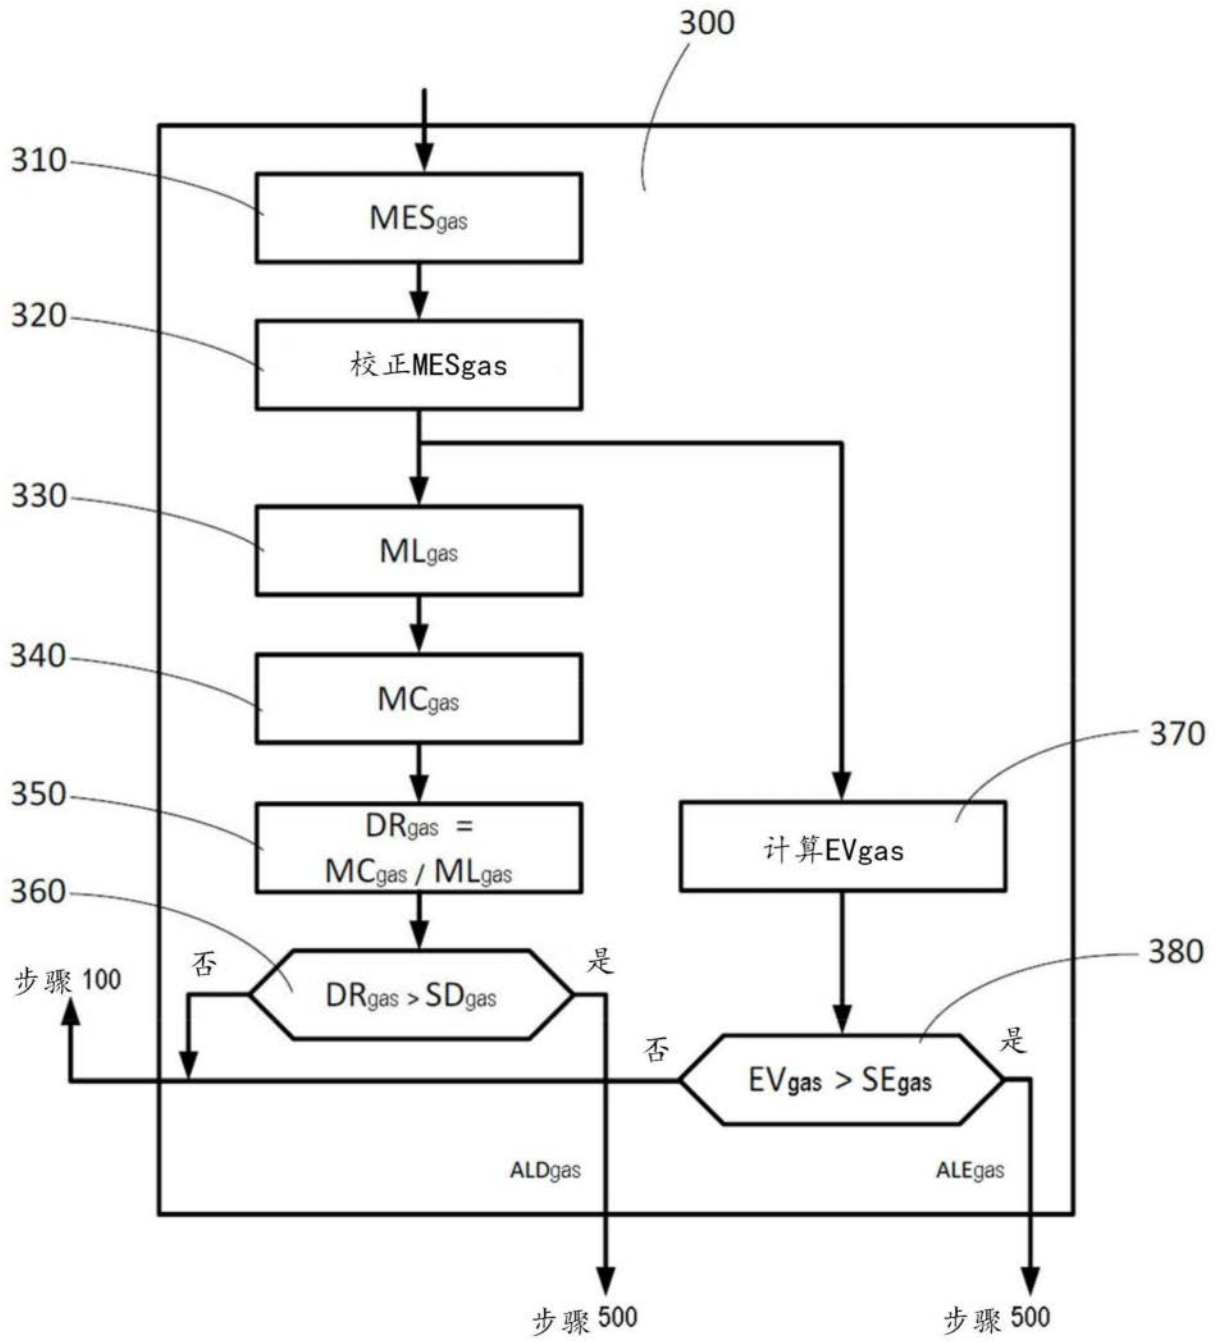 300
310
MESgas
320
校正MESgas
330
MLgas
340
MCgas
370
350
DRgas =
MCgas / MLgas
计算EVgas
360
否
是
380
步骤 100
DRgas > SDgas
否
是
EVgas > SEgas
ALDgas
ALEgas
步骤 500
步骤 500